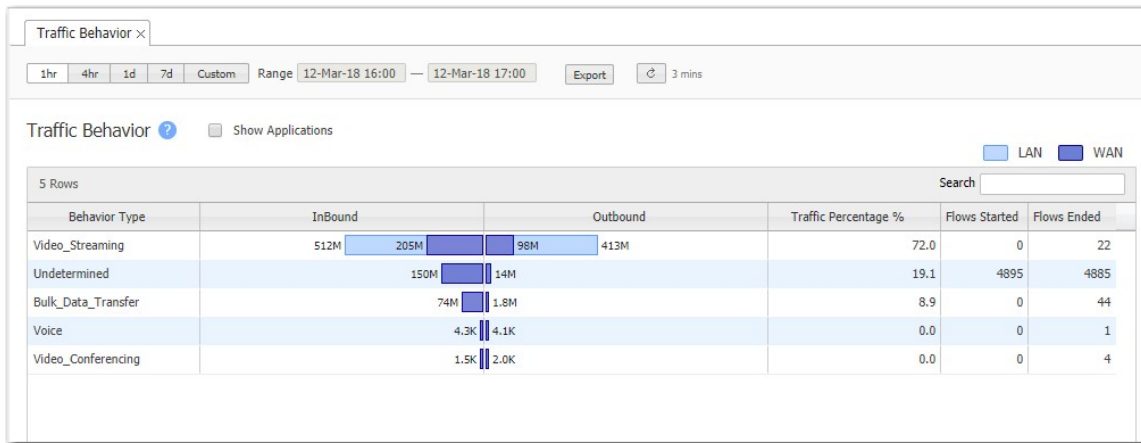 Traffic Behavior ×
1hr 4hr 1d 7d Custom Range 12-Mar-18 16:00 — 12-Mar-18 17:00 Export 3 mins
Traffic Behavior ? Show Applications
LAN WAN
5 Rows Search
Behavior Type InBound Outbound Traffic Percentage % Flows Started Flows Ended
Video_Streaming 512M 205M 98M 413M 72.0 0 22
Undetermined 150M 14M 19.1 4895 4885
Bulk_Data_Transfer 74M 1.8M 8.9 0 44
Voice 4.3K 4.1K 0.0 0 1
Video_Conferencing 1.5K 2.0K 0.0 0 4